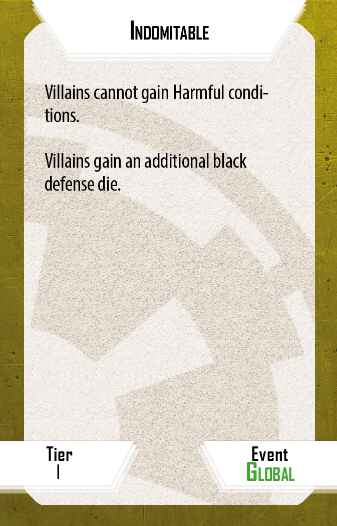 INDOMITABLE
Villains cannot gain Harmful condi-
tions.
Villains gain an additional black
defense die.
Tier
I
Event
GLOBAL